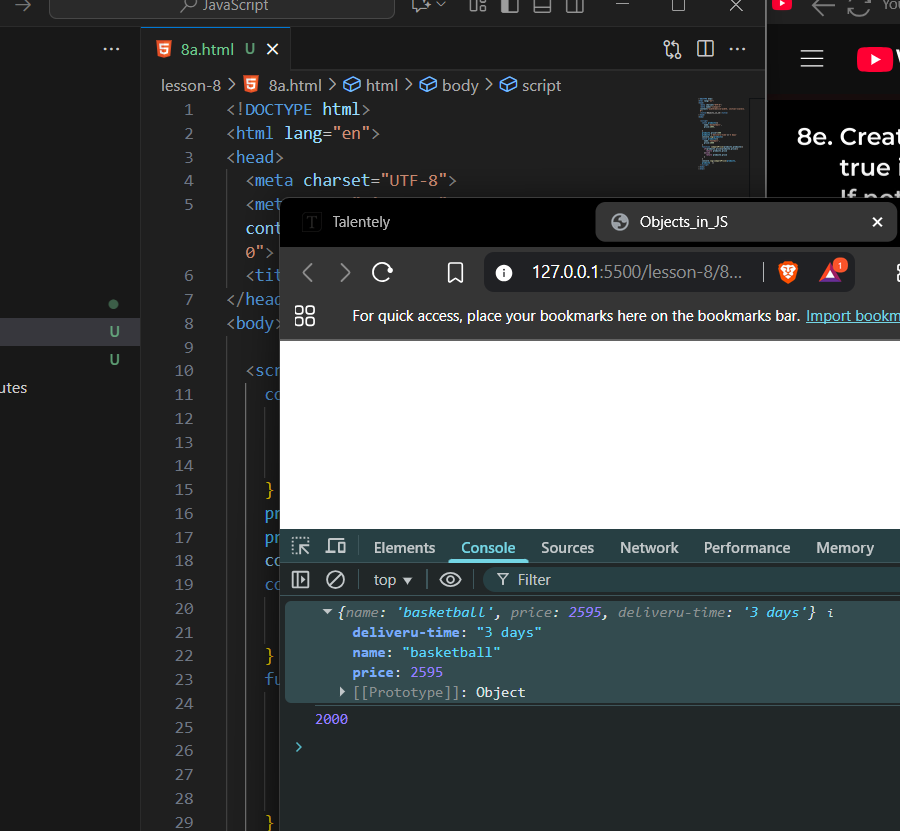 JavaScript
8a.html U
lesson-8 > 8a.html > html > body > script
1 <!DOCTYPE html>
2 <html lang="en">
3 <head>
4 <meta charset="UTF-8">
5 <met
cont
0">
6 <tit
7 </head
8 <body>
9
10 <scr
11 co
12
13
14
15 }
16 pr
17 pr
18 co
19 co
20
21
22 }
23 fu
24
25
26
27
28
29 }
U
U
utes
You
8e. Creat
true i
If not
Talentely
Objects_in_JS
127.0.0.1:5500/lesson-8/8...
1
For quick access, place your bookmarks here on the bookmarks bar. Import bookm
Elements Console Sources Network Performance Memory
top Filter
{name: 'basketball', price: 2595, deliveru-time: '3 days'} i
deliveru-time: "3 days"
name: "basketball"
price: 2595
[[Prototype]]: Object
2000
>